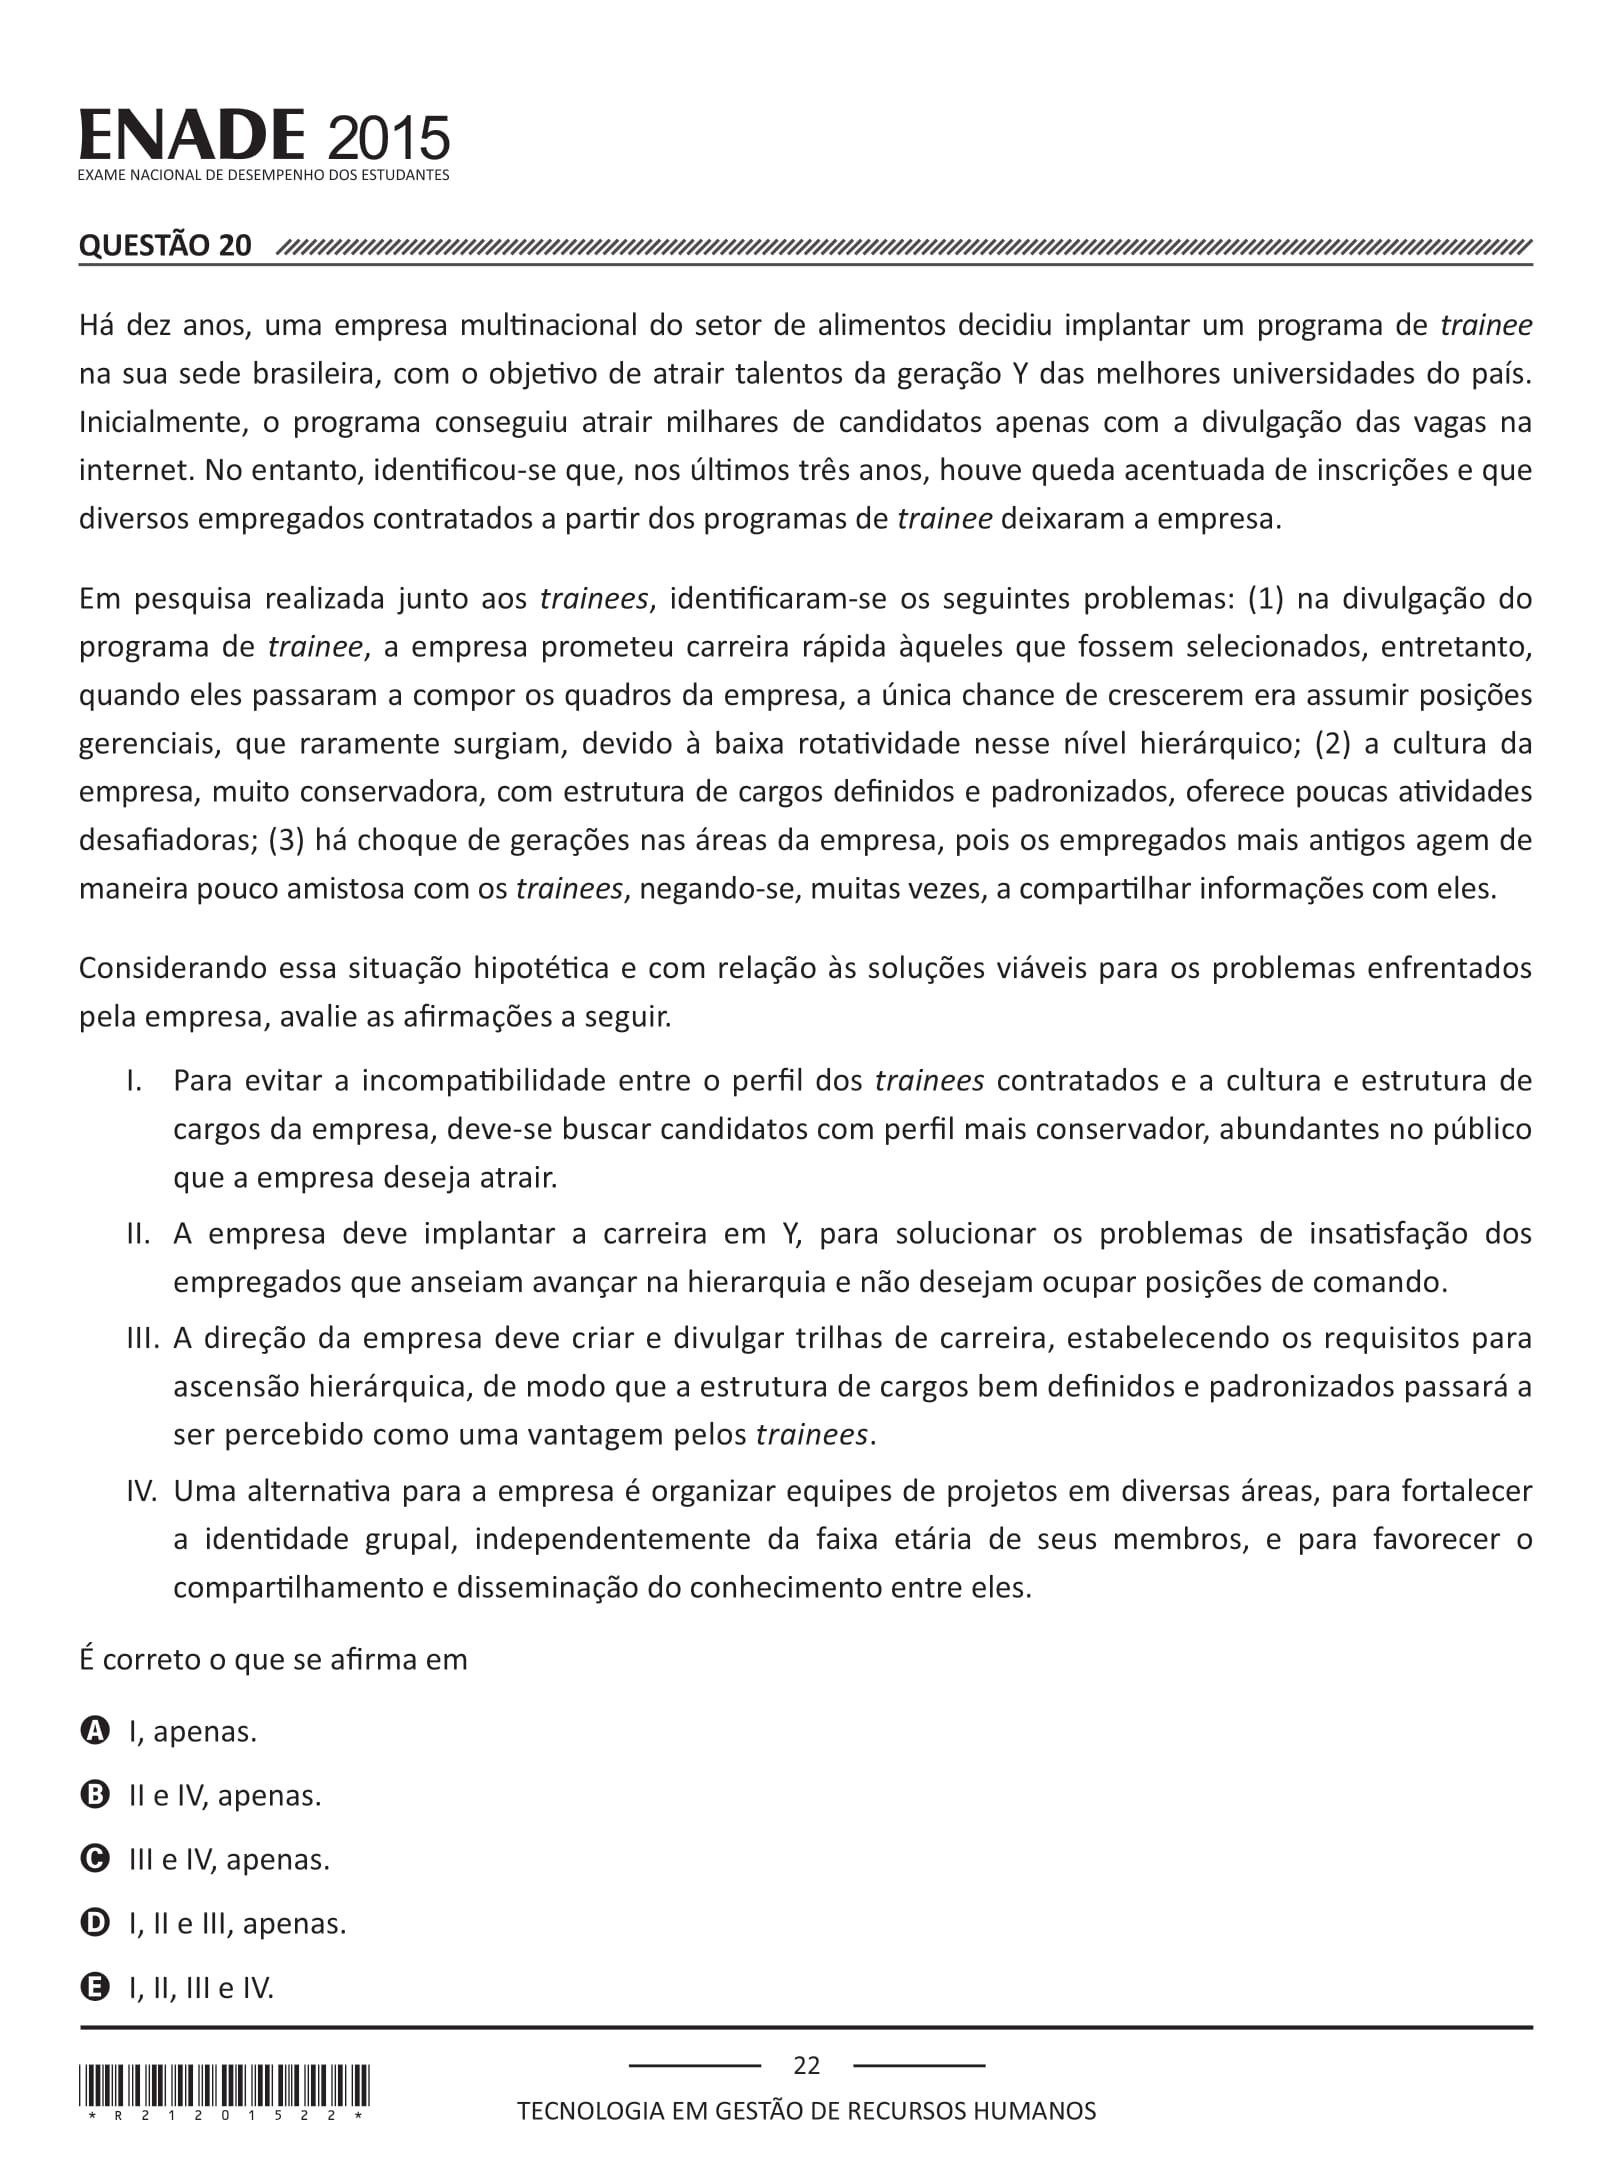 ENADE 2015
EXAME NACIONAL DE DESEMPENHO DOS ESTUDANTES
QUESTÃO 20
Há dez anos, uma empresa multinacional do setor de alimentos decidiu implantar um programa de trainee
na sua sede brasileira, com o objetivo de atrair talentos da geração Y das melhores universidades do país.
Inicialmente, o programa conseguiu atrair milhares de candidatos apenas com a divulgação das vagas na
internet. No entanto, identificou-se que, nos últimos três anos, houve queda acentuada de inscrições e que
diversos empregados contratados a partir dos programas de trainee deixaram a empresa.
Em pesquisa realizada junto aos trainees, identificaram-se os seguintes problemas: (1) na divulgação do
programa de trainee, a empresa prometeu carreira rápida àqueles que fossem selecionados, entretanto,
quando eles passaram a compor os quadros da empresa, a única chance de crescerem era assumir posições
gerenciais, que raramente surgiam, devido à baixa rotatividade nesse nível hierárquico; (2) a cultura da
empresa, muito conservadora, com estrutura de cargos definidos e padronizados, oferece poucas atividades
desafiadoras; (3) há choque de gerações nas áreas da empresa, pois os empregados mais antigos agem de
maneira pouco amistosa com os trainees, negando-se, muitas vezes, a compartilhar informações com eles.
Considerando essa situação hipotética e com relação às soluções viáveis para os problemas enfrentados
pela empresa, avalie as afirmações a seguir.
I. Para evitar a incompatibilidade entre o perfil dos trainees contratados e a cultura e estrutura de
cargos da empresa, deve-se buscar candidatos com perfil mais conservador, abundantes no público
que a empresa deseja atrair.
II. A empresa deve implantar a carreira em Y, para solucionar os problemas de insatisfação dos
empregados que anseiam avançar na hierarquia e não desejam ocupar posições de comando.
III. A direção da empresa deve criar e divulgar trilhas de carreira, estabelecendo os requisitos para
ascensão hierárquica, de modo que a estrutura de cargos bem definidos e padronizados passará a
ser percebido como uma vantagem pelos trainees.
IV. Uma alternativa para a empresa é organizar equipes de projetos em diversas áreas, para fortalecer
a identidade grupal, independentemente da faixa etária de seus membros, e para favorecer o
compartilhamento e disseminação do conhecimento entre eles.
É correto o que se afirma em
A I, apenas.
B II e IV, apenas.
C III e IV, apenas.
D I, II e III, apenas.
E I, II, III e IV.
22
*R21201522*
TECNOLOGIA EM GESTÃO DE RECURSOS HUMANOS